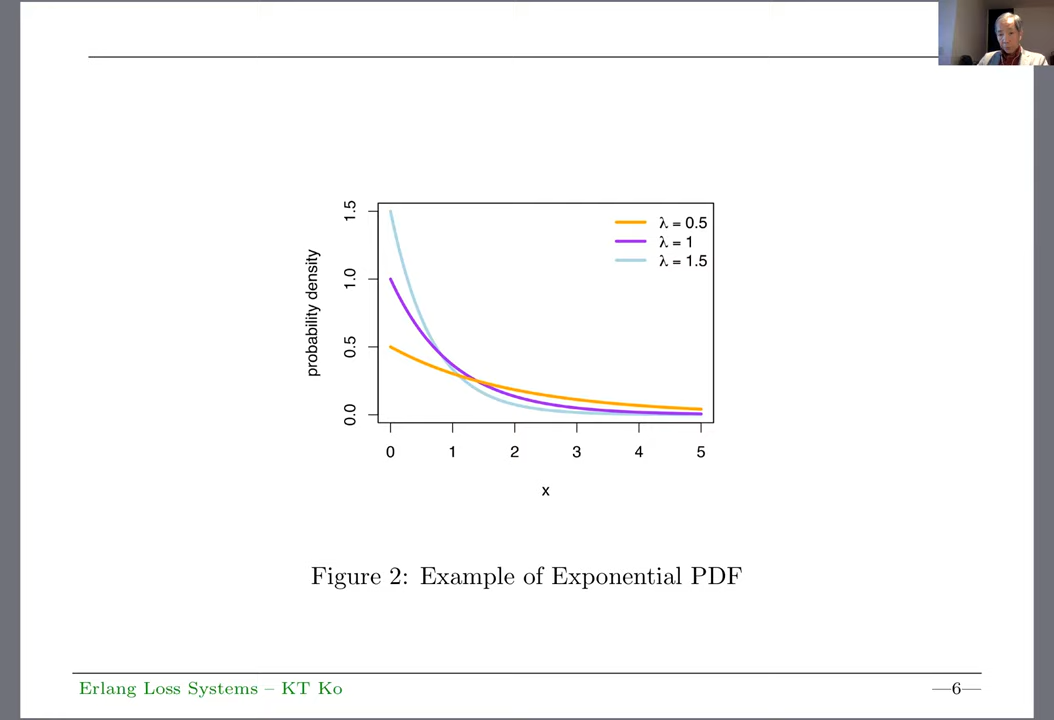 1.5
1.0
0.5
0.0
probability density
λ = 0.5
λ = 1
λ = 1.5
0 1 2 3 4 5
x
Figure 2: Example of Exponential PDF
Erlang Loss Systems – KT Ko
—6—